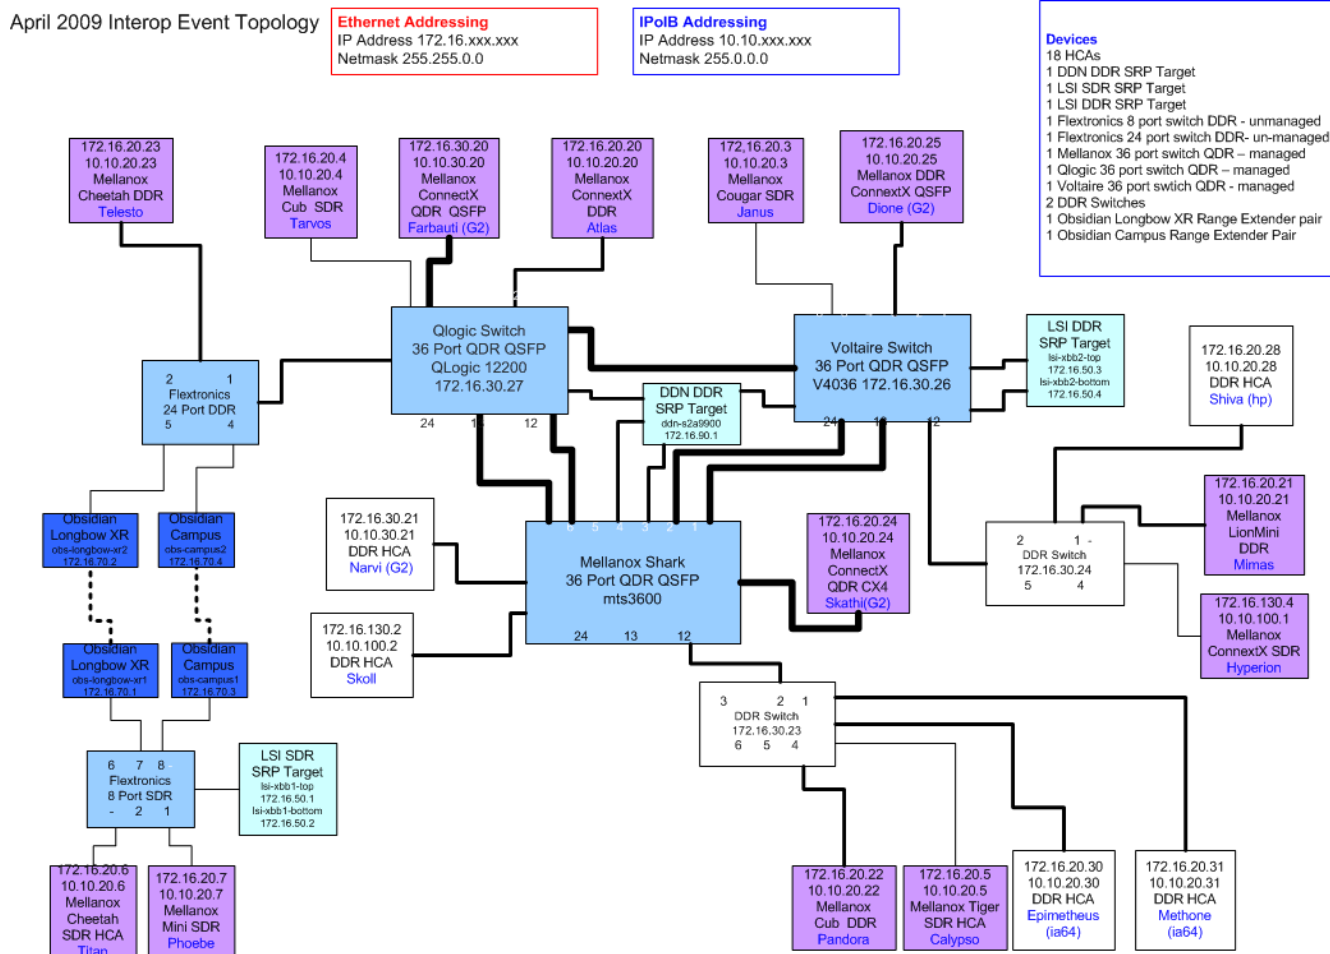 April 2009 Interop Event Topology
Ethernet Addressing
IP Address 172.16.xxx.xxx
Netmask 255.255.0.0
IPoIB Addressing
IP Address 10.10.xxx.xxx
Netmask 255.0.0.0
Devices
18 HCAs
1 DDN DDR SRP Target
1 LSI SDR SRP Target
1 LSI DDR SRP Target
1 Flextronics 8 port switch DDR - unmanaged
1 Flextronics 24 port switch DDR- un-managed
1 Mellanox 36 port switch QDR – managed
1 Qlogic 36 port switch QDR – managed
1 Voltaire 36 port swtich QDR - managed
2 DDR Switches
1 Obsidian Longbow XR Range Extender pair
1 Obsidian Campus Range Extender Pair
172.16.20.23
10.10.20.23
Mellanox
Cheetah DDR
Telesto
172.16.20.4
10.10.20.4
Mellanox
Cub SDR
Tarvos
172.16.30.20
10.10.30.20
Mellanox
ConnectX
QDR QSFP
Farbauti (G2)
172.16.20.20
10.10.20.20
Mellanox
ConnextX
DDR
Atlas
172,16.20.3
10.10.20.3
Mellanox
Cougar SDR
Janus
172.16.20.25
10.10.20.25
Mellanox DDR
ConnextX QSFP
Dione (G2)
Qlogic Switch
36 Port QDR QSFP
QLogic 12200
172.16.30.27
24 12
Voltaire Switch
36 Port QDR QSFP
V4036 172.16.30.26
24 12
LSI DDR
SRP Target
lsi-xbb2-top
172.16.50.3
lsi-xbb2-bottom
172.16.50.4
172.16.20.28
10.10.20.28
DDR HCA
Shiva (hp)
2 1
Flextronics
24 Port DDR
5 4
DDN DDR
SRP Target
ddn-s2a9900
172.16.90.1
172.16.20.21
10.10.20.21
Mellanox
LionMini
DDR
Mimas
Obsidian
Longbow XR
obs-longbow-xr2
172.16.70.2
Obsidian
Campus
obs-campus2
172.16.70.4
172.16.30.21
10.10.30.21
DDR HCA
Narvi (G2)
6 5 4 3 2 1
Mellanox Shark
36 Port QDR QSFP
mts3600
24 13 12
172.16.20.24
10.10.20.24
Mellanox
ConnectX
QDR CX4
Skathi(G2)
2 1 -
DDR Switch
172.16.30.24
5 4
172.16.130.4
10.10.100.1
Mellanox
ConnextX SDR
Hyperion
172.16.130.2
10.10.100.2
DDR HCA
Skoll
Obsidian
Longbow XR
obs-longbow-xr1
172.16.70.1
Obsidian
Campus
obs-campus1
172.16.70.3
3 2 1
DDR Switch
172.16.30.23
6 5 4
6 7 8 -
Flextronics
8 Port SDR
- 2 1
LSI SDR
SRP Target
lsi-xbb1-top
172.16.50.1
lsi-xbb1-bottom
172.16.50.2
172.16.20.6
10.10.20.6
Mellanox
Cheetah
SDR HCA
Titan
172.16.20.7
10.10.20.7
Mellanox
Mini SDR
Phoebe
172.16.20.22
10.10.20.22
Mellanox
Cub DDR
Pandora
172.16.20.5
10.10.20.5
Mellanox Tiger
SDR HCA
Calypso
172.16.20.30
10.10.20.30
DDR HCA
Epimetheus
(ia64)
172.16.20.31
10.10.20.31
DDR HCA
Methone
(ia64)